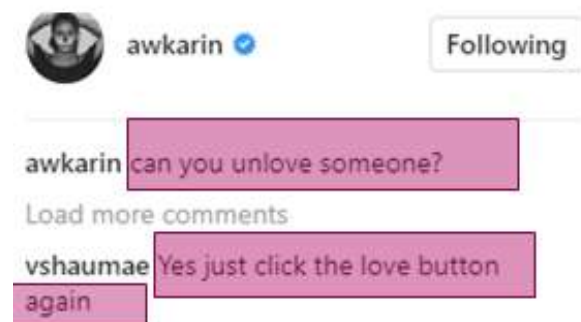 awkarin
Following
awkarin can you unlove someone?
Load more comments
vshaumae Yes just click the love button
again